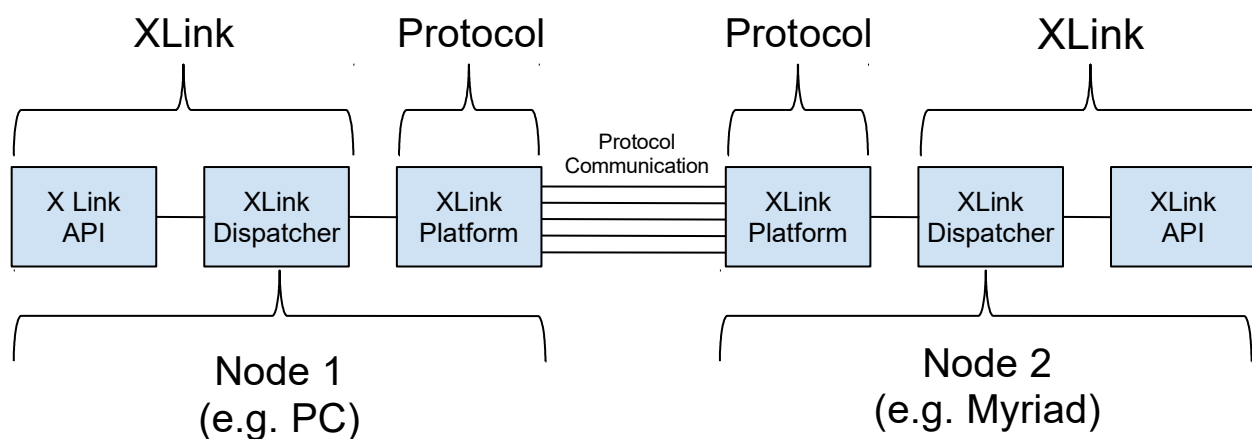 XLink
Protocol
Protocol
XLink
Protocol
Communication
X Link
API
XLink
Dispatcher
XLink
Platform
XLink
Platform
XLink
Dispatcher
XLink
API
Node 1
(e.g. PC)
Node 2
(e.g. Myriad)